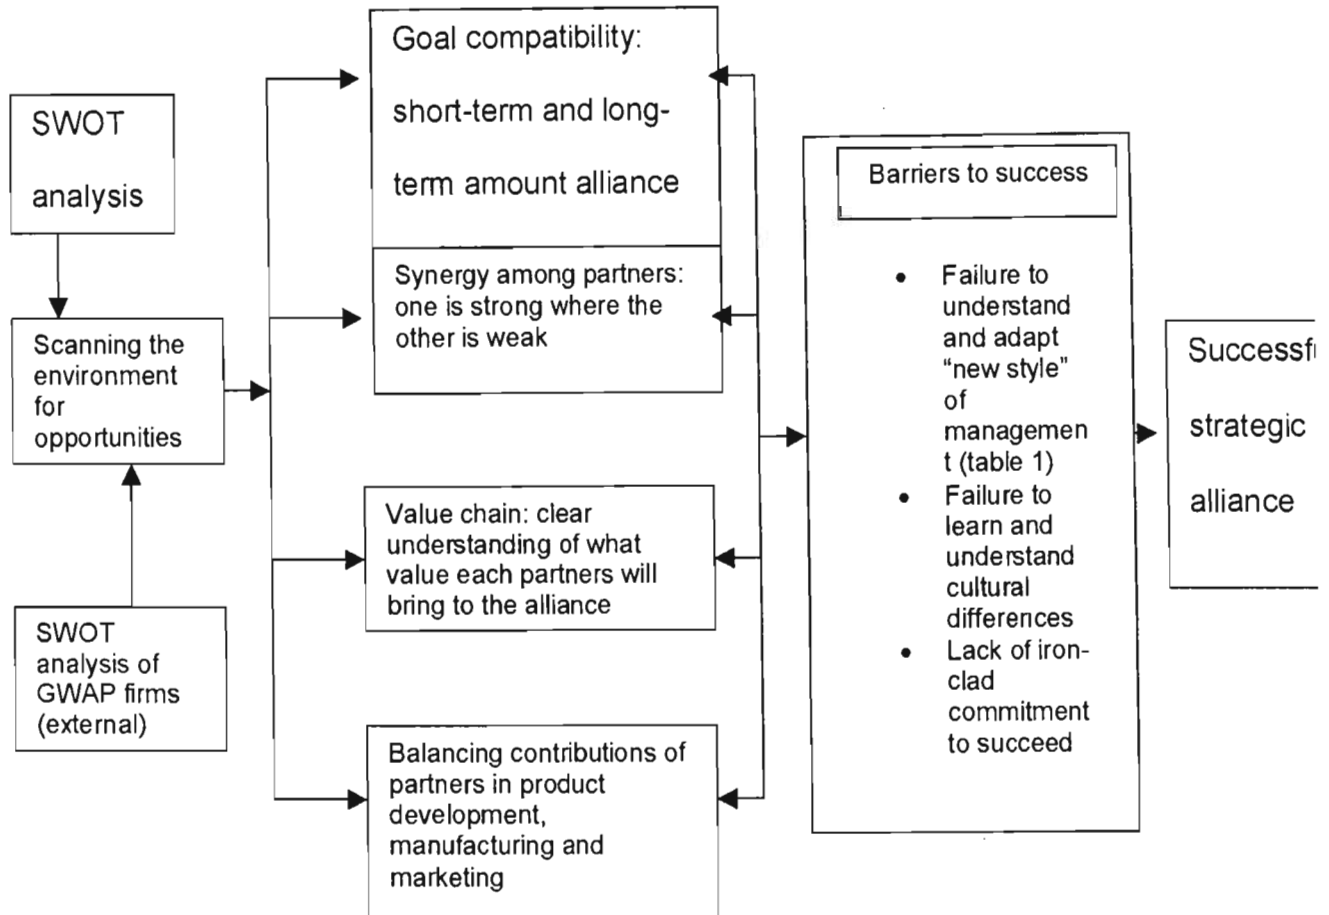 SWOT
analysis
Scanning the
environment
for
opportunities
SWOT
analysis of
GWAP firms
(external)
Goal compatibility:
short-term and long-
term amount alliance
Synergy among partners:
one is strong where the
other is weak
Value chain: clear
understanding of what
value each partners will
bring to the alliance
Balancing contributions of
partners in product
development,
manufacturing and
marketing
Barriers to success
• Failure to
understand
and adapt
“new style”
of
managemen
t (table 1)
• Failure to
learn and
understand
cultural
differences
• Lack of iron-
clad
commitment
to succeed
Successf
strategic
alliance